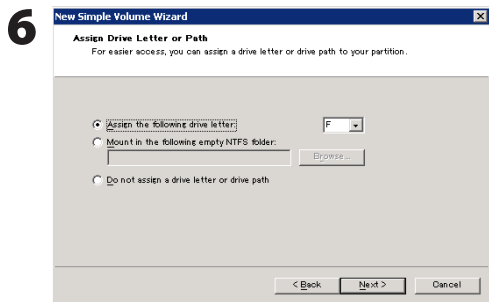 6
New Simple Volume Wizard
Assign Drive Letter or Path
For easier access, you can assign a drive letter or drive path to your partition.
Assign the following drive letter: F
Mount in the following empty NTFS folder:
Browse...
Do not assign a drive letter or drive path
< Back Next > Cancel